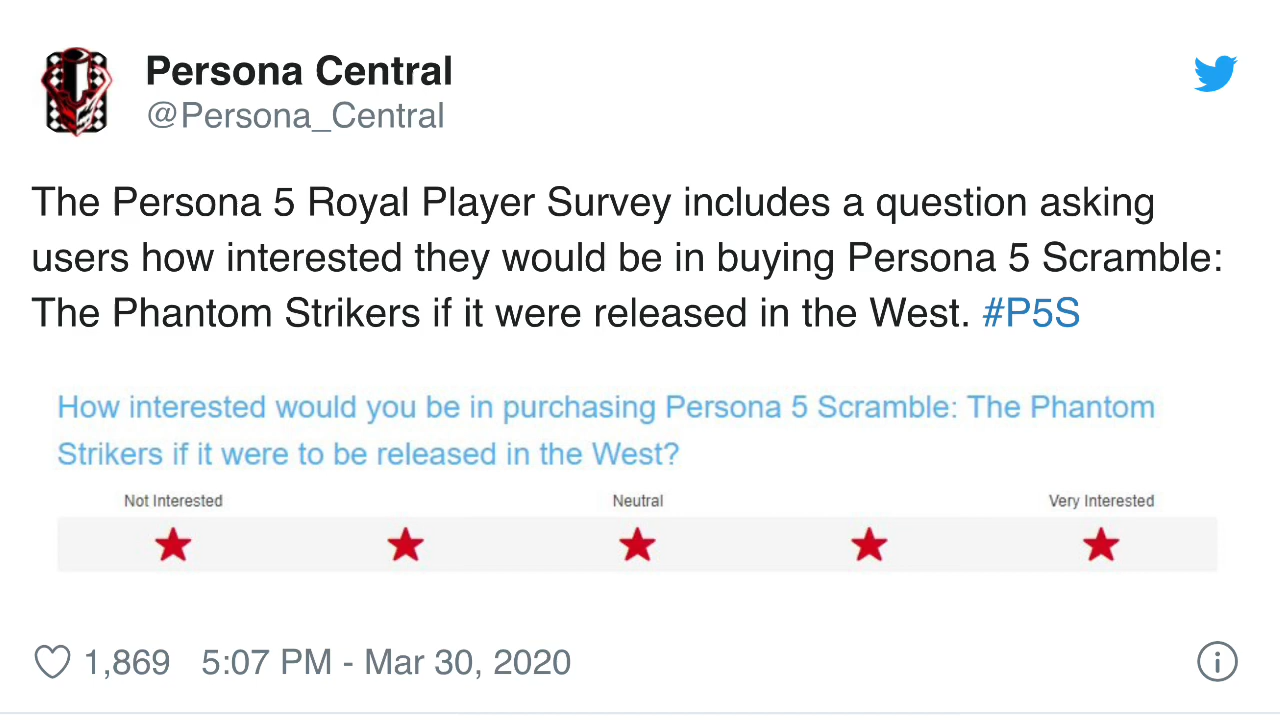 Persona Central
@Persona_Central
The Persona 5 Royal Player Survey includes a question asking
users how interested they would be in buying Persona 5 Scramble:
The Phantom Strikers if it were released in the West. #P5S
How interested would you be in purchasing Persona 5 Scramble: The Phantom
Strikers if it were to be released in the West?
Not Interested Neutral Very Interested
1,869 5:07 PM - Mar 30, 2020